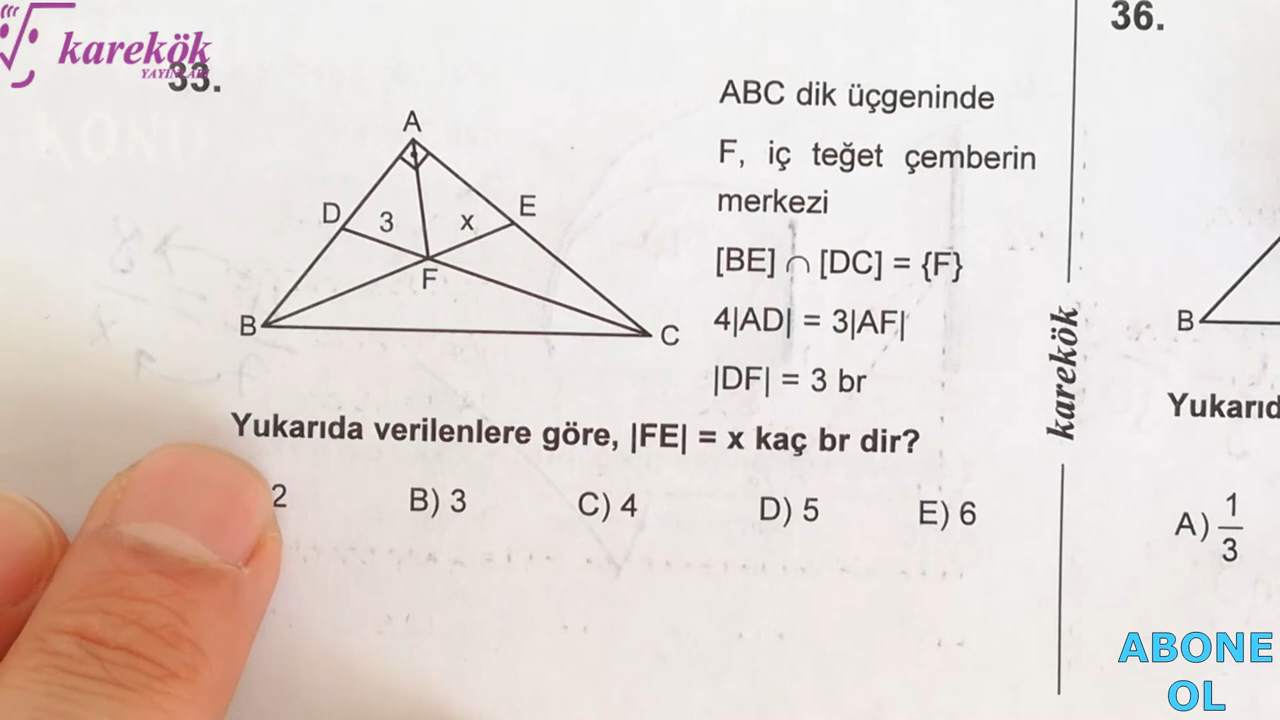 karekök
YAYINLARI
33.
36.
ABC dik üçgeninde
F, iç teğet çemberin
merkezi
[BE] ∩ [DC] = {F}
4|AD| = 3|AF|
|DF| = 3 br
A
D
3
x
E
F
B
C
Yukarıda verilenlere göre, |FE| = x kaç br dir?
2
B) 3
C) 4
D) 5
E) 6
karekök
B
Yukarıd
A) 1/3
ABONE
OL